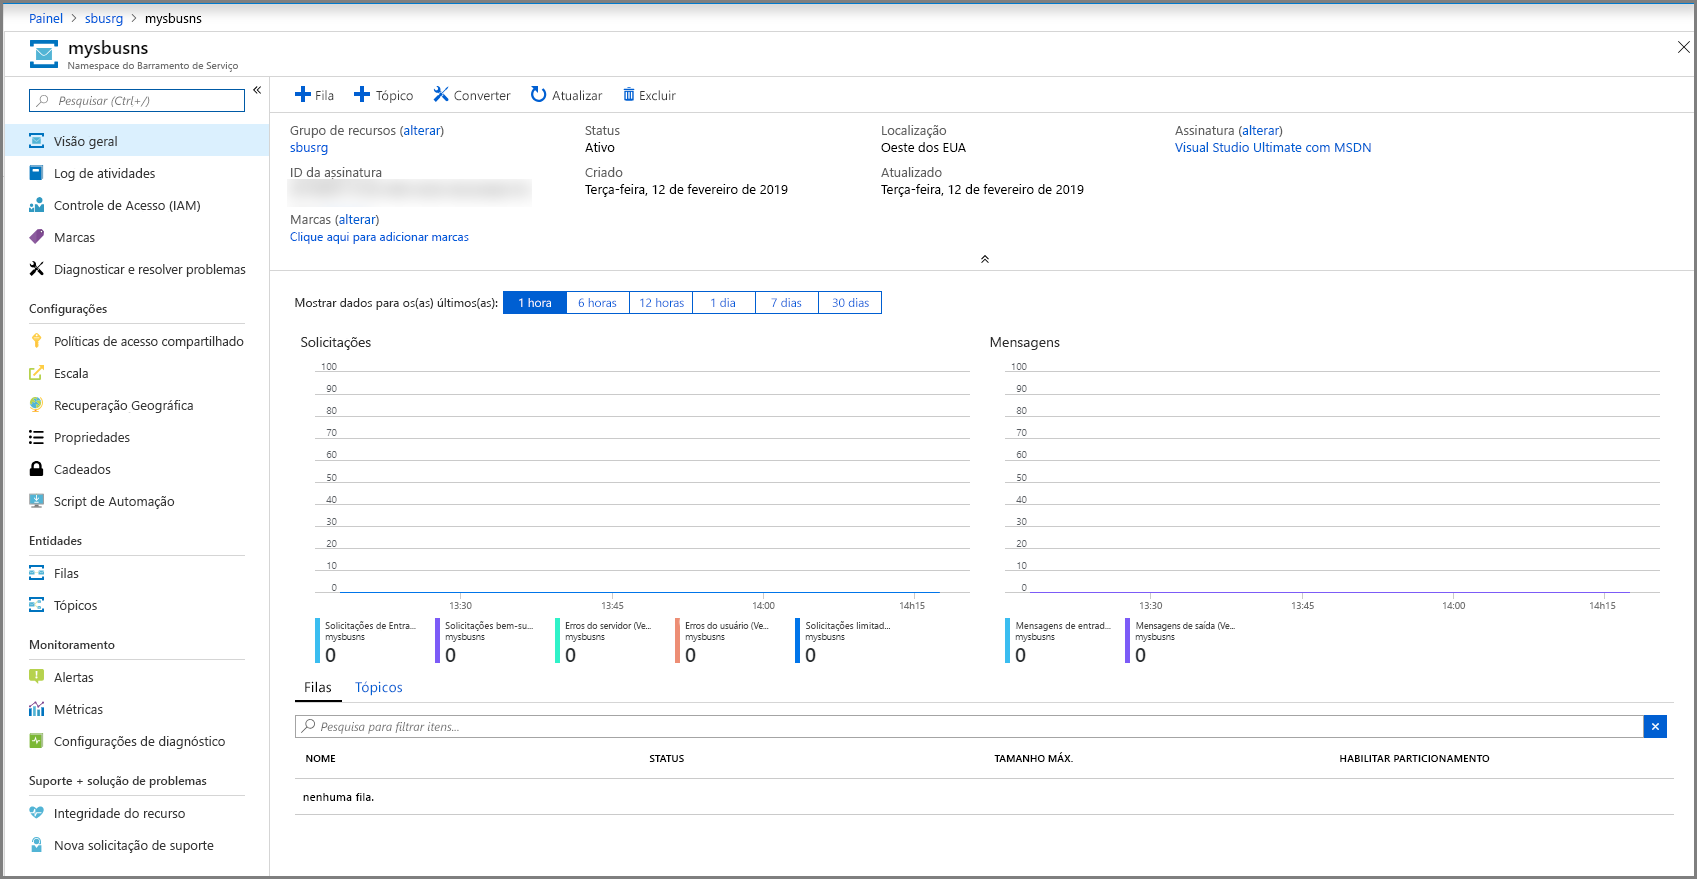 Painel > sbusrg > mysbusns
mysbusns
Namespace do Barramento de Serviço
Pesquisar (Ctrl+/)
«
Visão geral
Log de atividades
Controle de Acesso (IAM)
Marcas
Diagnosticar e resolver problemas
Configurações
Políticas de acesso compartilhado
Escala
Recuperação Geográfica
Propriedades
Cadeados
Script de Automação
Entidades
Filas
Tópicos
Monitoramento
Alertas
Métricas
Configurações de diagnóstico
Suporte + solução de problemas
Integridade do recurso
Nova solicitação de suporte
Fila Tópico Converter Atualizar Excluir
Grupo de recursos (alterar)
sbusrg
Status
Ativo
Localização
Oeste dos EUA
Assinatura (alterar)
Visual Studio Ultimate com MSDN
ID da assinatura
Criado
Terça-feira, 12 de fevereiro de 2019
Atualizado
Terça-feira, 12 de fevereiro de 2019
Marcas (alterar)
Clique aqui para adicionar marcas
Mostrar dados para os(as) últimos(as): 1 hora 6 horas 12 horas 1 dia 7 dias 30 dias
Solicitações
100
90
80
70
60
50
40
30
20
10
0
13:30 13:45 14:00 14h15
Solicitações de Entra...
mysbusns
0
Solicitações bem-su...
mysbusns
0
Erros do servidor (Ve...
mysbusns
0
Erros do usuário (Ve...
mysbusns
0
Solicitações limitad...
mysbusns
0
Mensagens
100
90
80
70
60
50
40
30
20
10
0
13:30 13:45 14:00 14h15
Mensagens de entrad...
mysbusns
0
Mensagens de saída (Ve...
mysbusns
0
Filas Tópicos
Pesquisa para filtrar itens...
NOME STATUS TAMANHO MÁX. HABILITAR PARTICIONAMENTO
nenhuma fila.